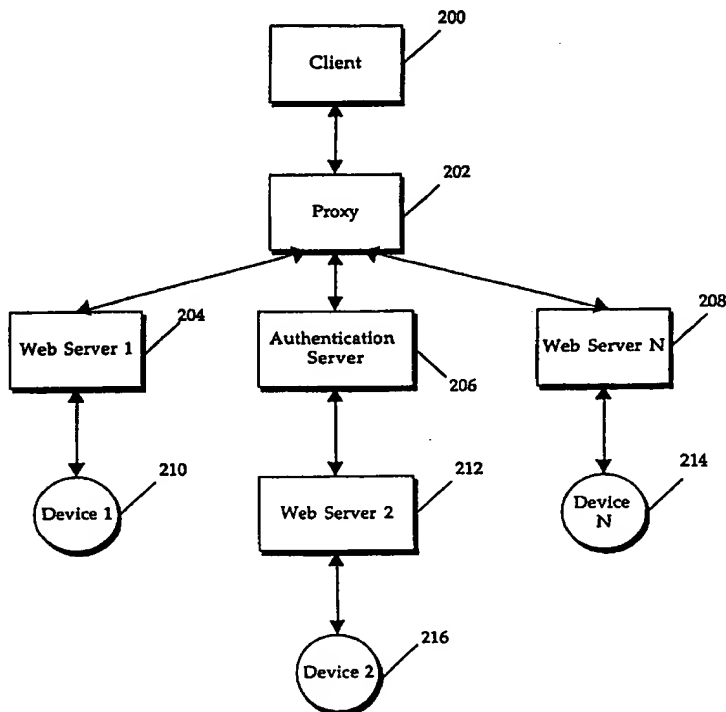 200
Client
202
Proxy
204
Web Server 1
Authentication
Server
206
208
Web Server N
210
Device 1
212
Web Server 2
214
Device
N
216
Device 2